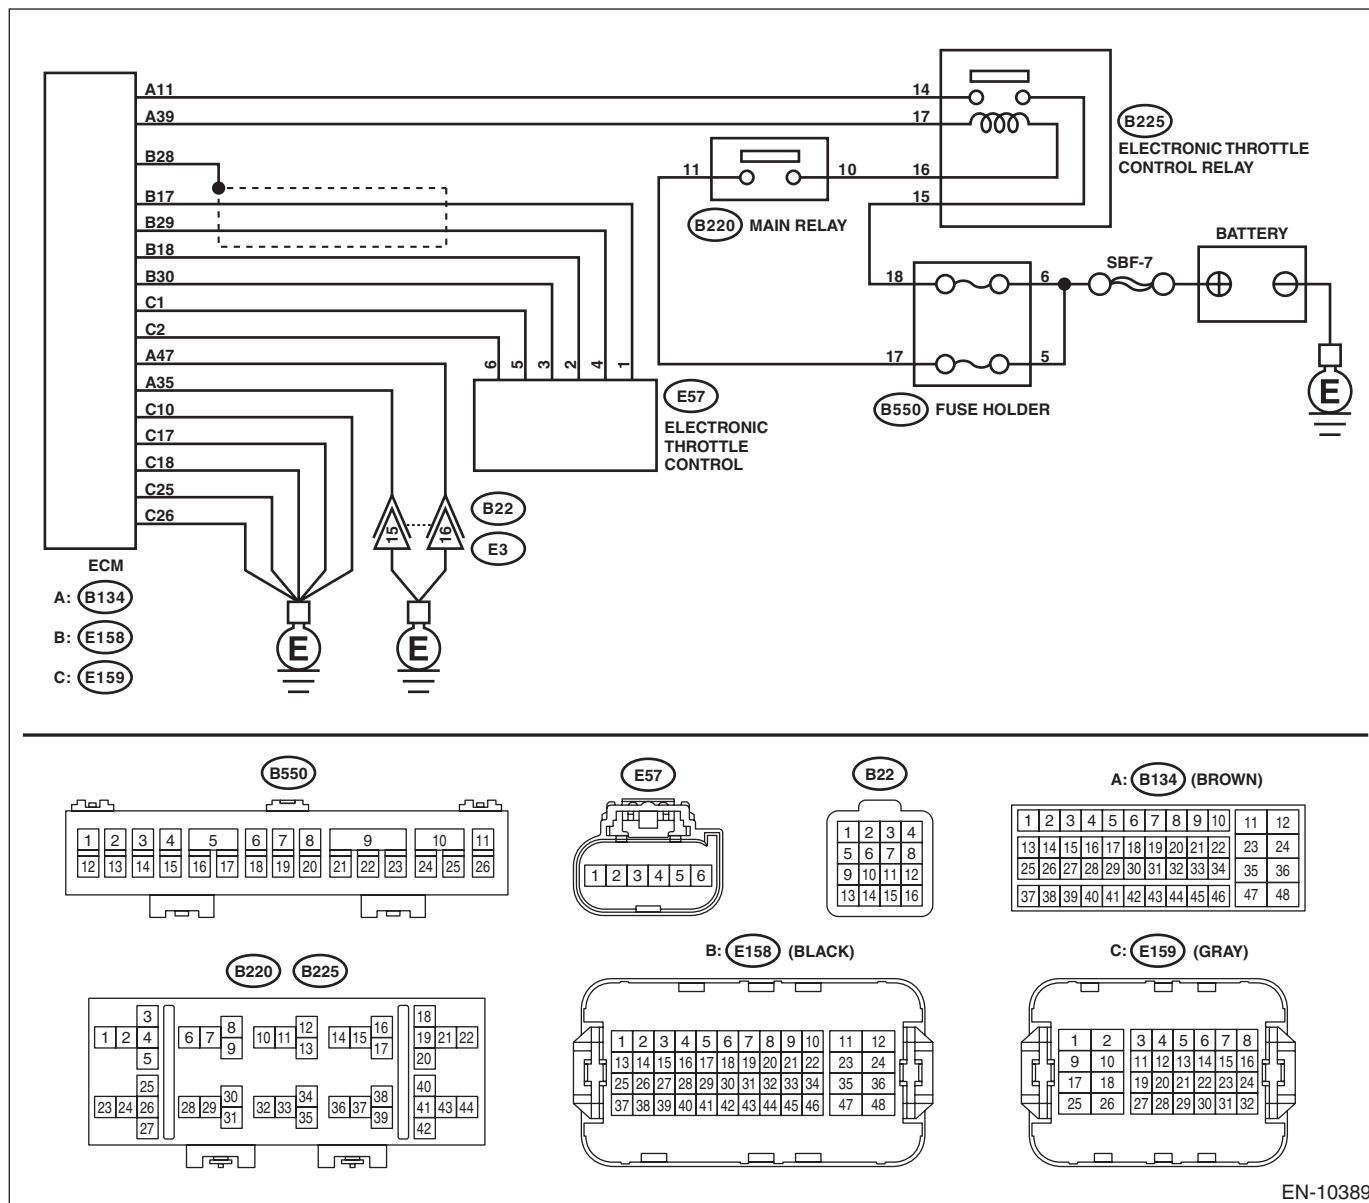 A11
A39
B28
B17
B29
B18
B30
C1
C2
A47
A35
C10
C17
C18
C25
C26
14
17
16
15
B225
ELECTRONIC THROTTLE
CONTROL RELAY
11
10
B220 MAIN RELAY
BATTERY
SBF-7
18
6
17
5
B550 FUSE HOLDER
E
6 5 3 2 4 1
E57
ELECTRONIC
THROTTLE
CONTROL
15
16
B22
E3
E
E
ECM
A: B134
B: E158
C: E159
B550
1 2 3 4 5 6 7 8 9 10 11
12 13 14 15 16 17 18 19 20 21 22 23 24 25 26
E57
1 2 3 4 5 6
B22
1 2 3 4
5 6 7 8
9 10 11 12
13 14 15 16
A: B134 (BROWN)
1 2 3 4 5 6 7 8 9 10 11 12
13 14 15 16 17 18 19 20 21 22 23 24
25 26 27 28 29 30 31 32 33 34 35 36
37 38 39 40 41 42 43 44 45 46 47 48
B220 B225
3 8 12 16 18
1 2 4 6 7 9 10 11 13 14 15 17 19 21 22
5 20
25 30 34 38 40
23 24 26 28 29 31 32 33 35 36 37 39 41 43 44
27 42
B: E158 (BLACK)
1 2 3 4 5 6 7 8 9 10 11 12
13 14 15 16 17 18 19 20 21 22 23 24
25 26 27 28 29 30 31 32 33 34 35 36
37 38 39 40 41 42 43 44 45 46 47 48
C: E159 (GRAY)
1 2 3 4 5 6 7 8
9 10 11 12 13 14 15 16
17 18 19 20 21 22 23 24
25 26 27 28 29 30 31 32
EN-10389